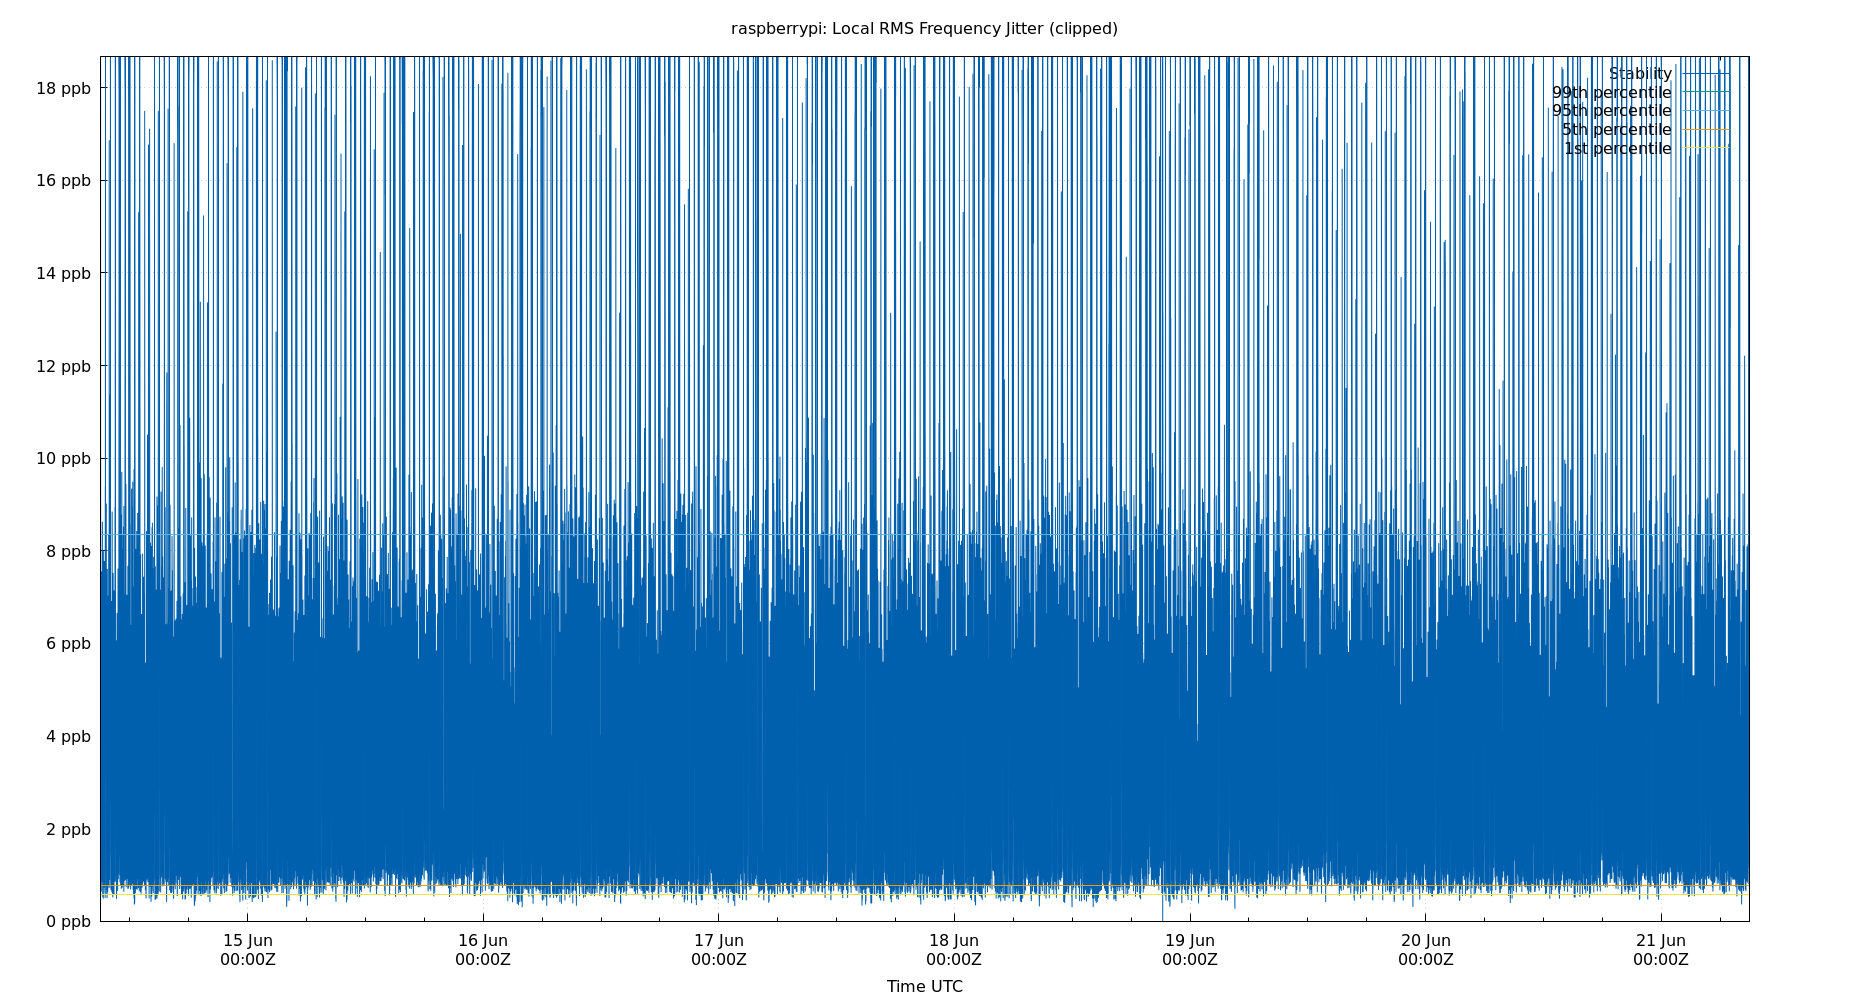 raspberrypi: Local RMS Frequency Jitter (clipped)
Stability
99th percentile
95th percentile
5th percentile
1st percentile
18 ppb
16 ppb
14 ppb
12 ppb
10 ppb
8 ppb
6 ppb
4 ppb
2 ppb
0 ppb
15 Jun 16 Jun 17 Jun 18 Jun 19 Jun 20 Jun 21 Jun
00:00Z 00:00Z 00:00Z 00:00Z 00:00Z 00:00Z 00:00Z
Time UTC